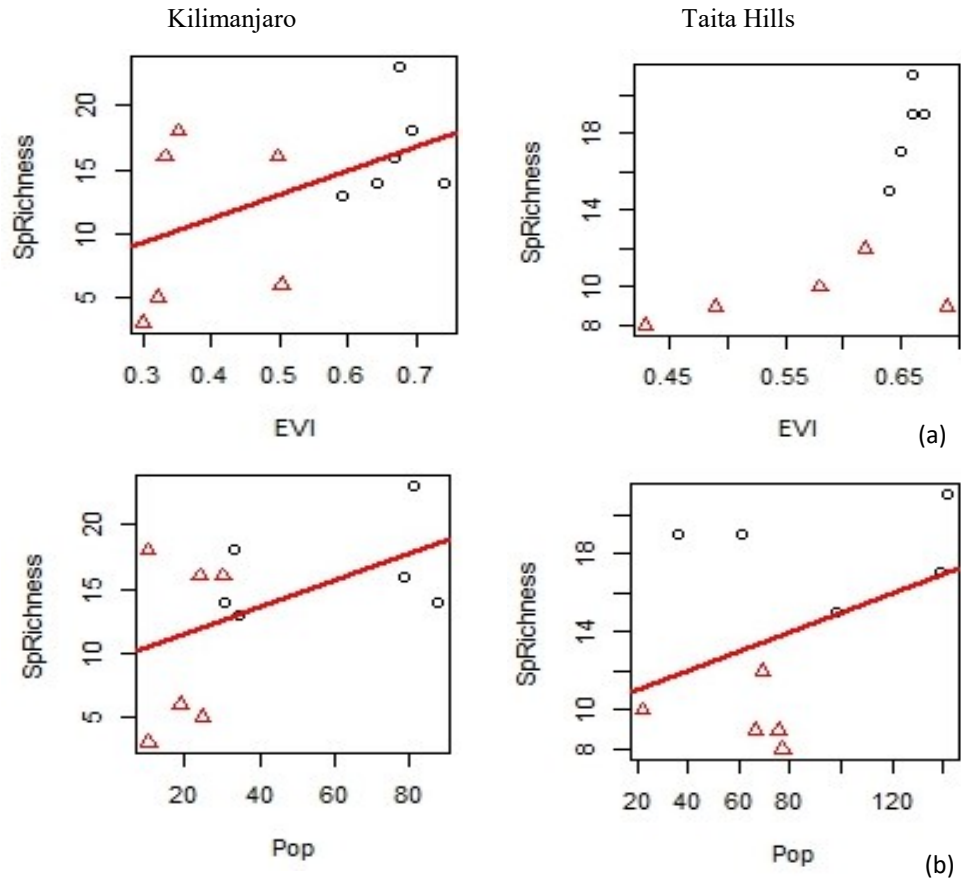 Kilimanjaro
Taita Hills
SpRichness
5 10 15 20
0.3 0.4 0.5 0.6 0.7
EVI
SpRichness
8 10 14 18
0.45 0.55 0.65
EVI
(a)
SpRichness
5 10 15 20
20 40 60 80
Pop
SpRichness
8 10 14 18
20 40 60 80 120
Pop
(b)